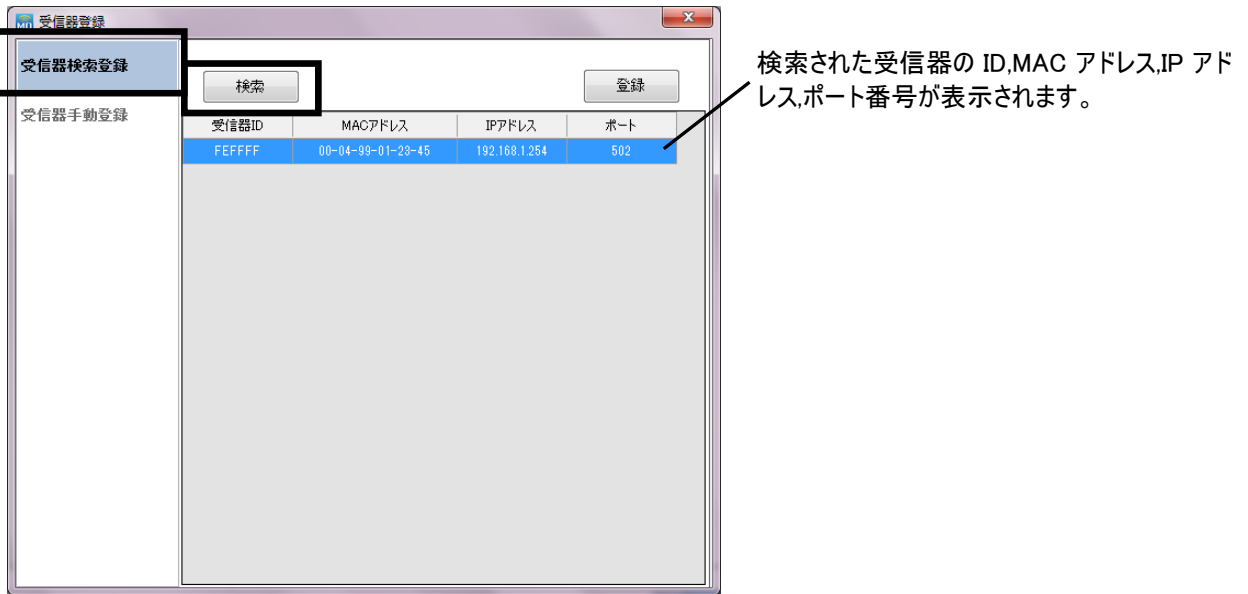 受信器登録
受信器検索登録
受信器手動登録
検索
登録
受信器ID MACアドレス IPアドレス ポート
FEFFFF 00-04-99-01-23-45 192.168.1.254 502
検索された受信器の ID,MAC アドレス,IP アド
レス,ポート番号が表示されます。